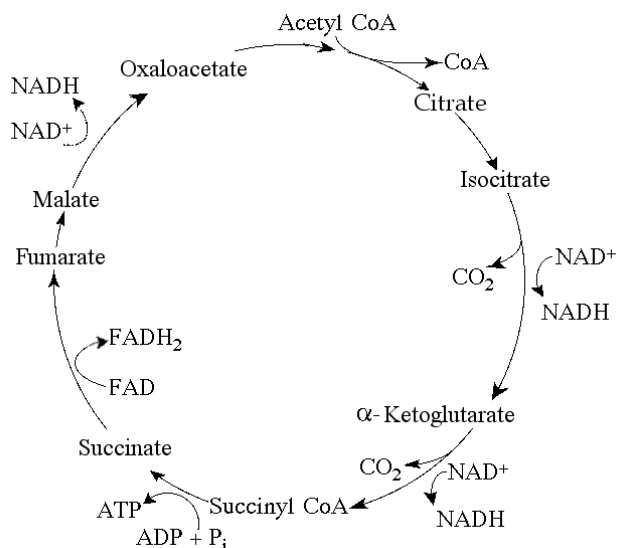 Acetyl CoA
CoA
Oxaloacetate
Citrate
NADH
NAD⁺
Isocitrate
Malate
Fumarate
CO₂
NAD⁺
NADH
FADH₂
FAD
α-Ketoglutarate
Succinate
CO₂
NAD⁺
NADH
Succinyl CoA
ATP
ADP + Pᵢ